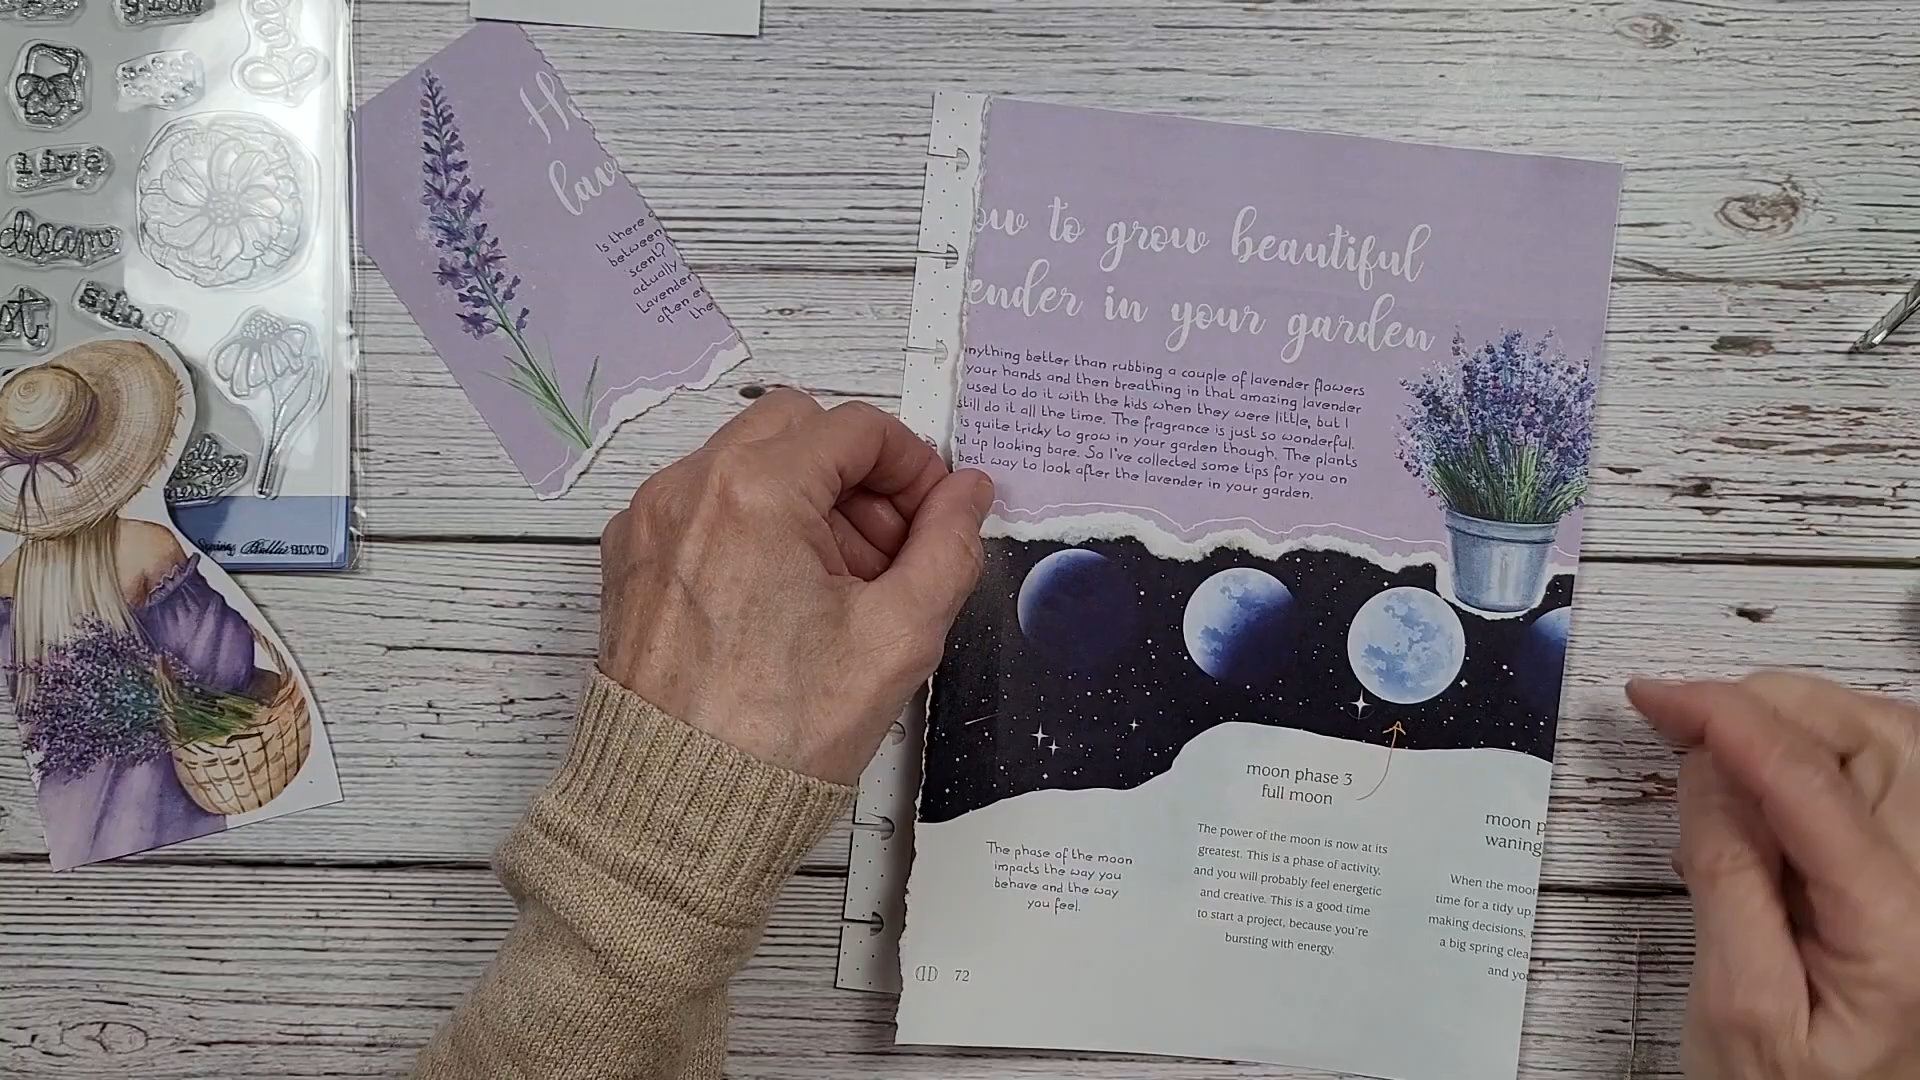 glow
live
dream
sing
Spring Bella BLVD
H
lav
Is there
between
scent?
actually
Lavender
often e
the
ow to grow beautiful
ender in your garden
nything better than rubbing a couple of lavender flowers
your hands and then breathing in that amazing lavender
used to do it with the kids when they were little, but I
still do it all the time. The fragrance is just so wonderful.
is quite tricky to grow in your garden though. The plants
nd up looking bare. So I've collected some tips for you on
best way to look after the lavender in your garden.
moon phase 3
full moon
The power of the moon is now at its
greatest. This is a phase of activity,
and you will probably feel energetic
and creative. This is a good time
to start a project, because you're
bursting with energy.
The phase of the moon
impacts the way you
behave and the way
you feel.
moon p
waning
When the moon
time for a tidy up,
making decisions,
a big spring clea
and you
72